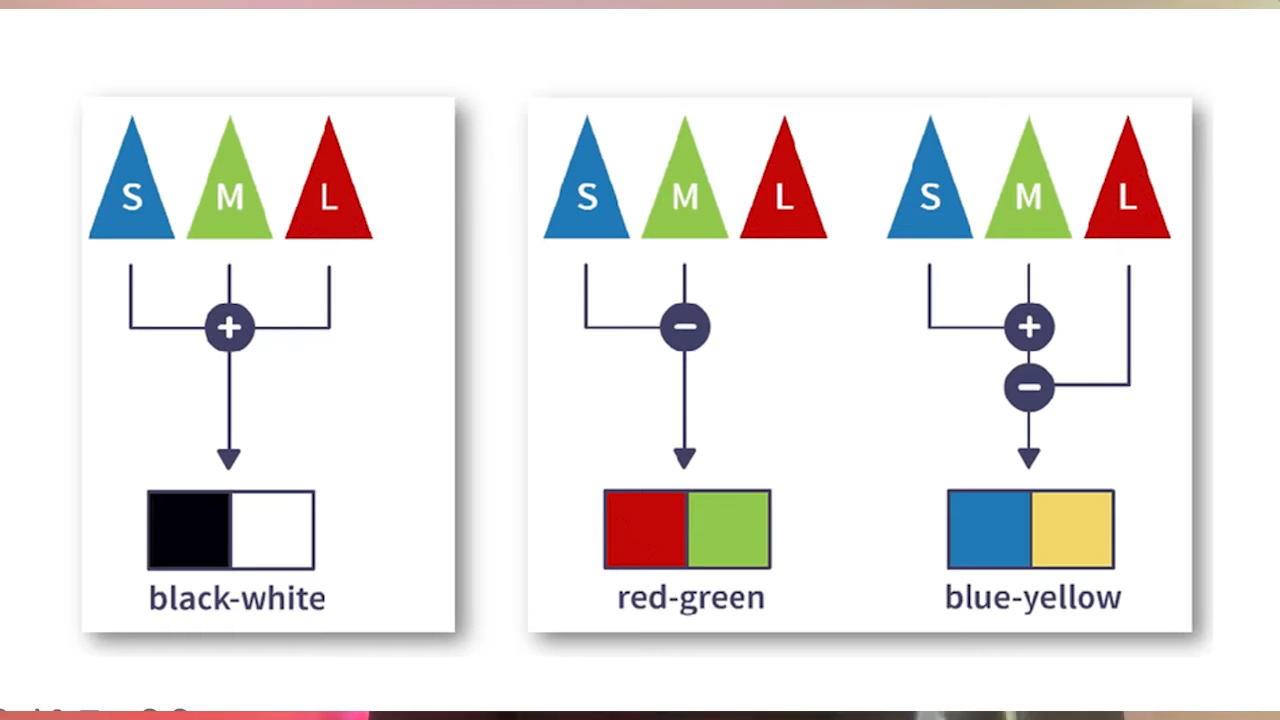 S M L
+
black-white
S M L
−
red-green
S M L
+
−
blue-yellow